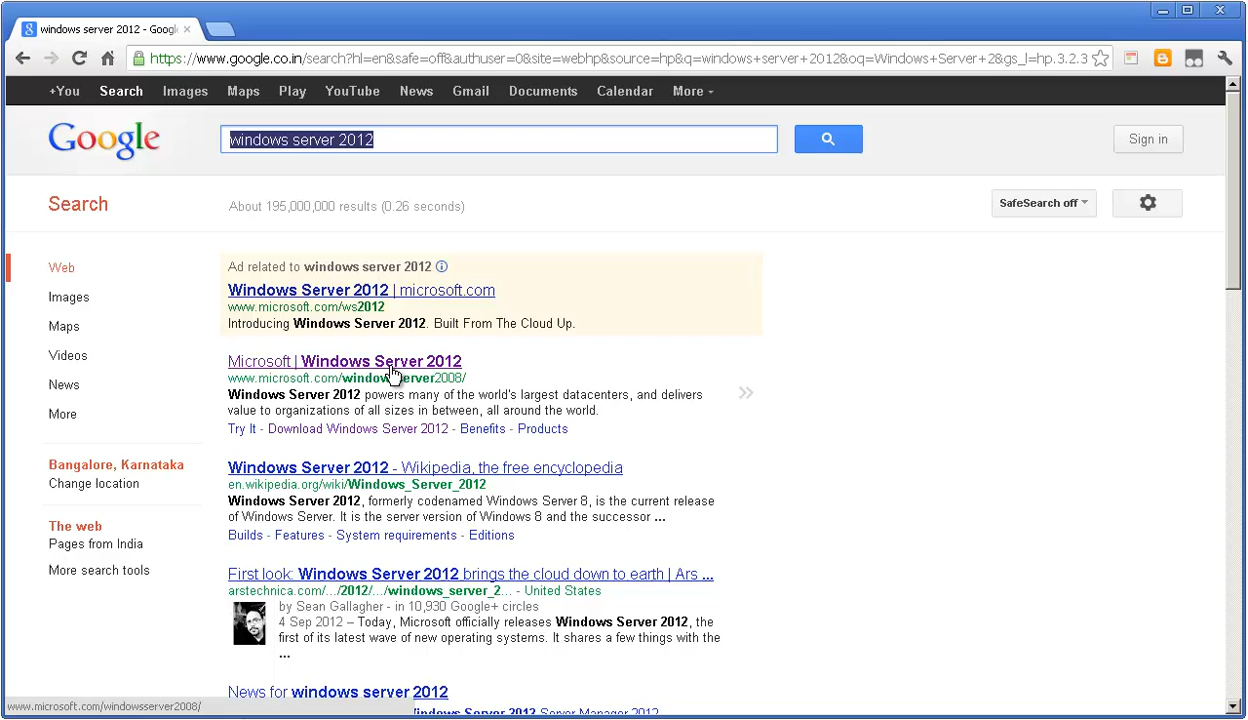 windows server 2012 - Googl
https://www.google.co.in/search?hl=en&safe=off&authuser=0&site=webhp&source=hp&q=windows+server+2012&oq=Windows+Server+2&gs_l=hp.3.2.3
+You Search Images Maps Play YouTube News Gmail Documents Calendar More
Google windows server 2012 Sign in
Search About 195,000,000 results (0.26 seconds) SafeSearch off
Web
Images
Maps
Videos
News
More
Bangalore, Karnataka
Change location
The web
Pages from India
More search tools
Ad related to windows server 2012
Windows Server 2012 | microsoft.com
www.microsoft.com/ws2012
Introducing Windows Server 2012. Built From The Cloud Up.
Microsoft | Windows Server 2012
www.microsoft.com/windowsserver2008/
Windows Server 2012 powers many of the world's largest datacenters, and delivers
value to organizations of all sizes in between, all around the world.
Try It - Download Windows Server 2012 - Benefits - Products
Windows Server 2012 - Wikipedia, the free encyclopedia
en.wikipedia.org/wiki/Windows_Server_2012
Windows Server 2012, formerly codenamed Windows Server 8, is the current release
of Windows Server. It is the server version of Windows 8 and the successor ...
Builds - Features - System requirements - Editions
First look: Windows Server 2012 brings the cloud down to earth | Ars ...
arstechnica.com/.../2012/.../windows_server_2... - United States
by Sean Gallagher - in 10,930 Google+ circles
4 Sep 2012 – Today, Microsoft officially releases Windows Server 2012, the
first of its latest wave of new operating systems. It shares a few things with the
...
News for windows server 2012
Windows Server 2012 Server Manager 2012
www.microsoft.com/windowsserver2008/